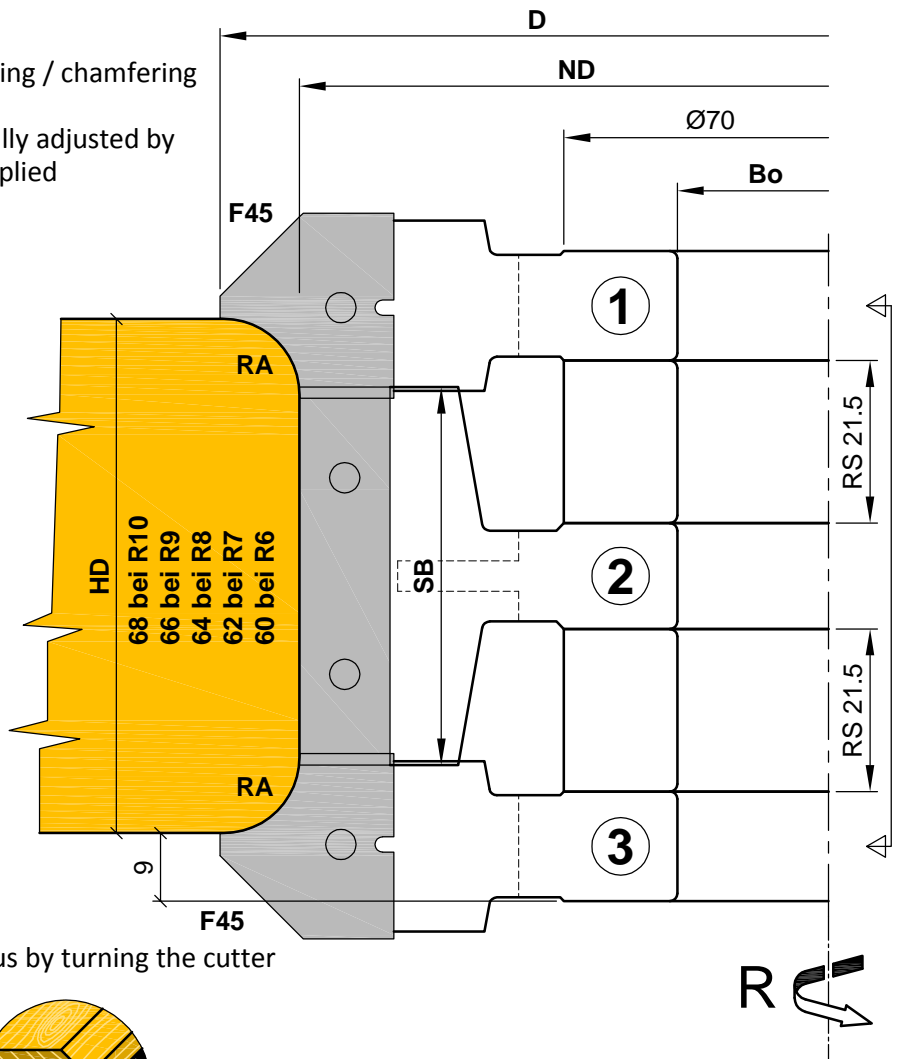 D
ing / chamfering
ND
Ø70
lly adjusted by
plied
Bo
F45
1
RA
RS 21.5
HD
68 bei R10
66 bei R9
64 bei R8
62 bei R7
60 bei R6
SB
2
RS 21.5
RA
3
9
F45
us by turning the cutter
R